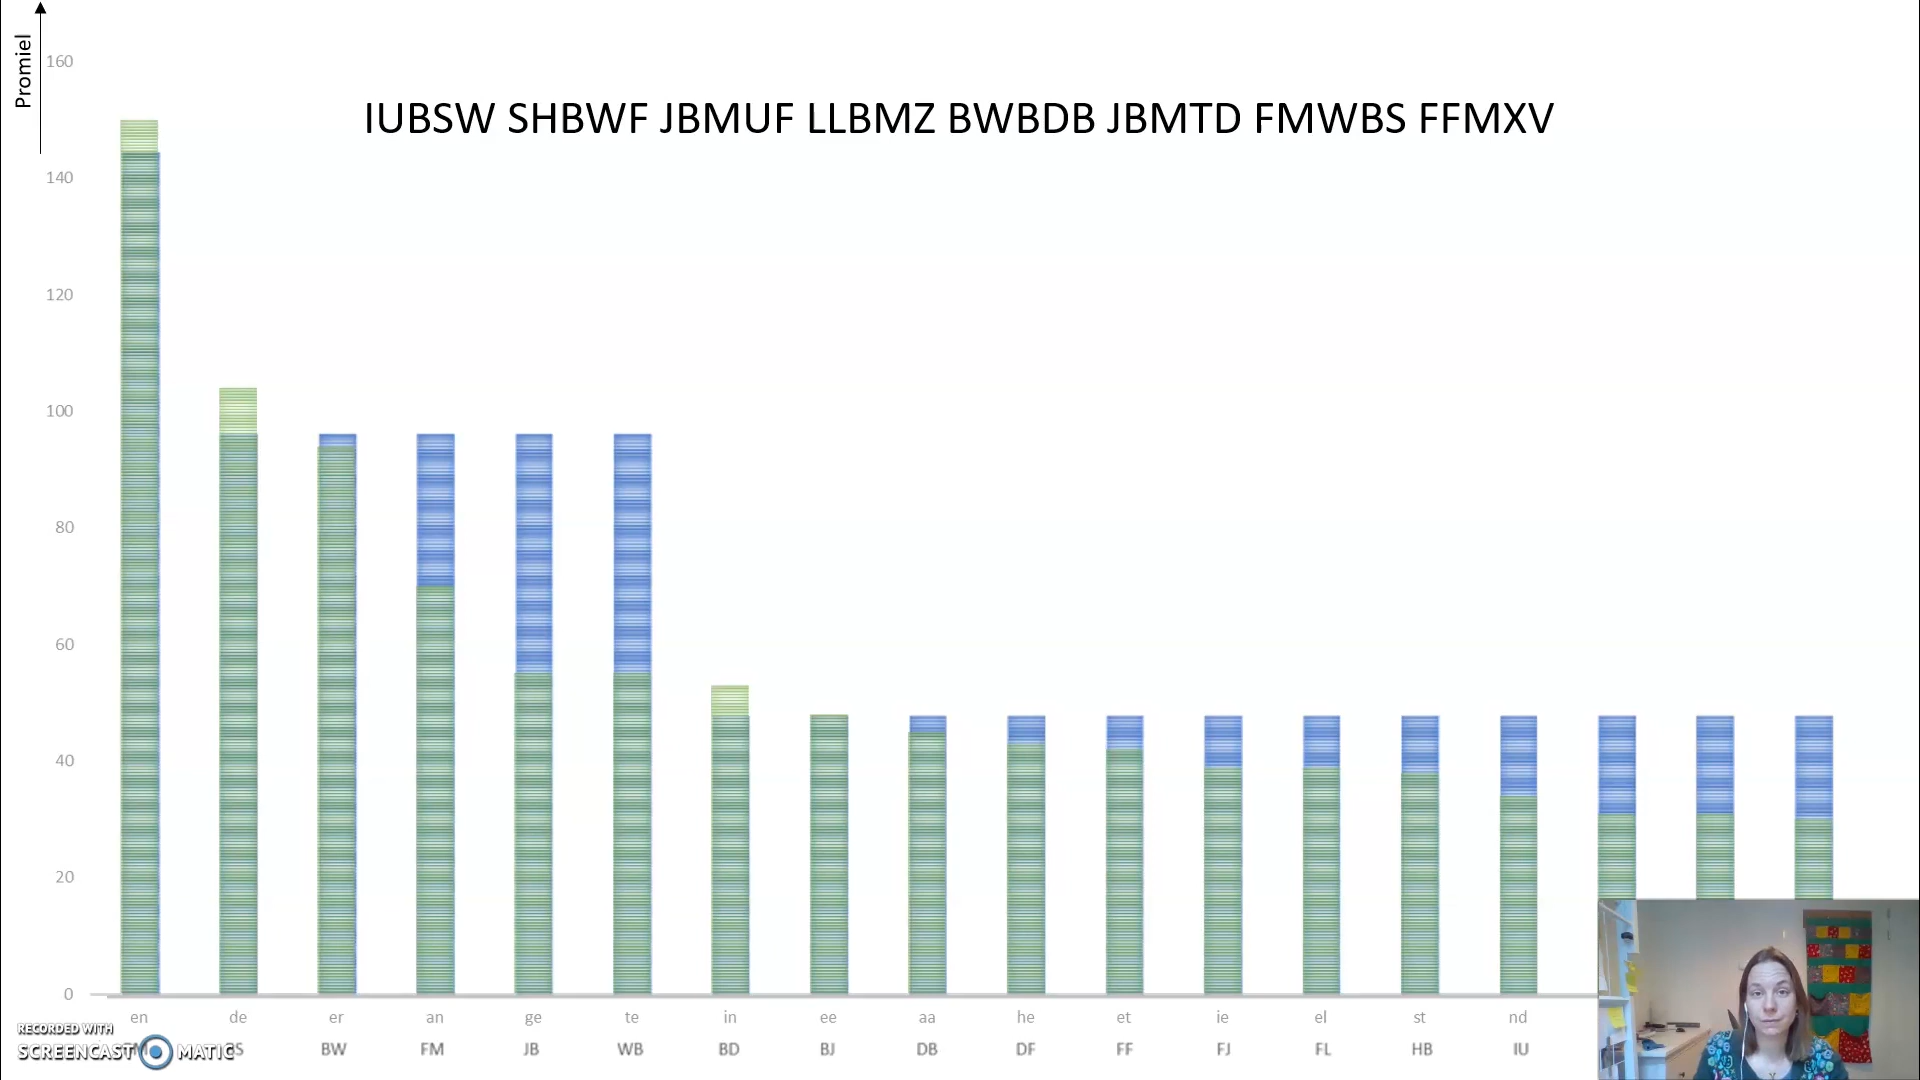 Promiel
160
IUBSW SHBWF JBMUF LLBMZ BWBDB JBMTD FMWBS FFMXV
140
120
100
80
60
40
20
0
en de er an ge te in ee aa he et ie el st nd
BW FM JB WB BD BJ DB DF FF FJ FL HB IU
RECORDED WITH
SCREENCAST MATIC